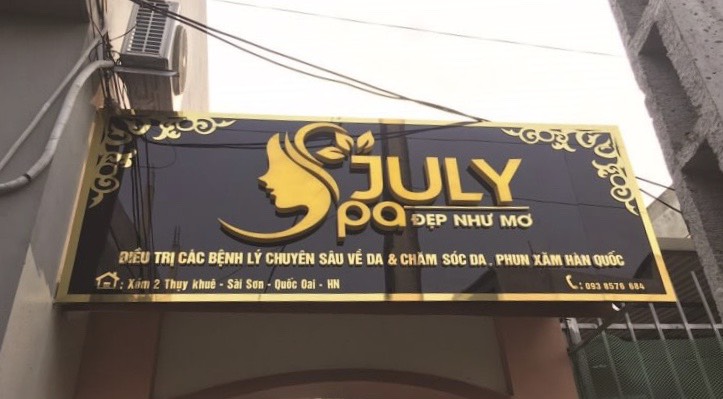 JULY
Spa ĐẸP NHƯ MƠ
ĐIỀU TRỊ CÁC BỆNH LÝ CHUYÊN SÂU VỀ DA & CHĂM SÓC DA , PHUN XĂM HÀN QUỐC
: Xóm 2 Thụy khuê - Sài Sơn - Quốc Oai - HN
: 093 8576 684